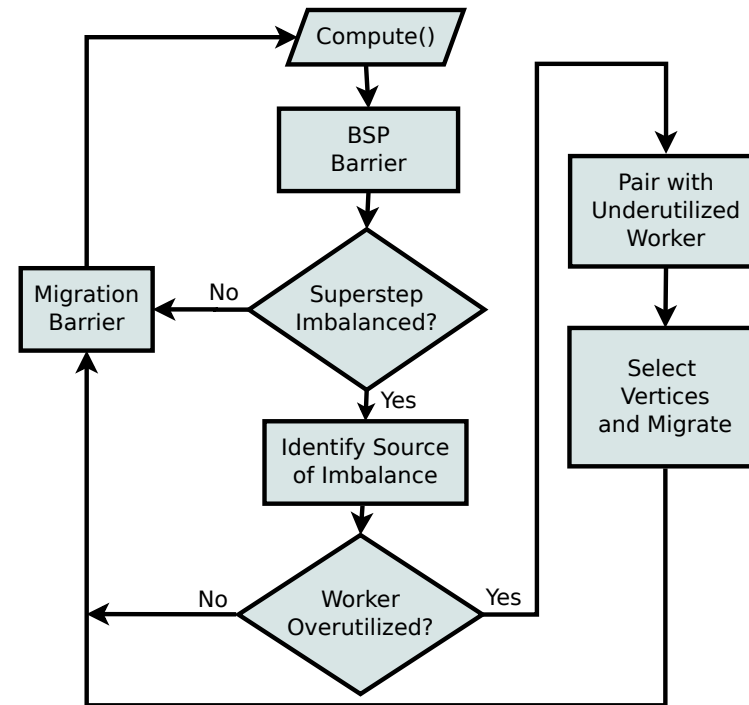 Compute()
BSP
Barrier
Pair with
Underutilized
Worker
Migration
Barrier
No
Superstep
Imbalanced?
Select
Vertices
and Migrate
Yes
Identify Source
of Imbalance
No
Worker
Overutilized?
Yes